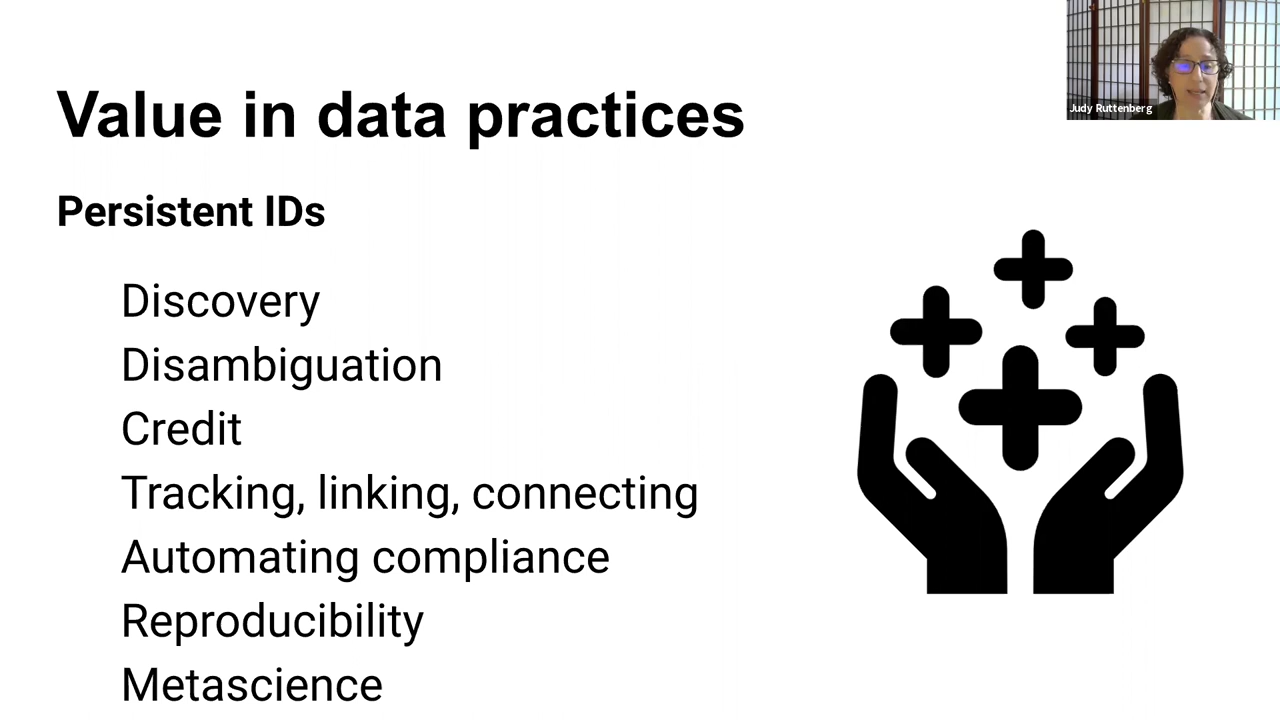 Value in data practices
Judy Ruttenberg
Persistent IDs
Discovery
Disambiguation
Credit
Tracking, linking, connecting
Automating compliance
Reproducibility
Metascience